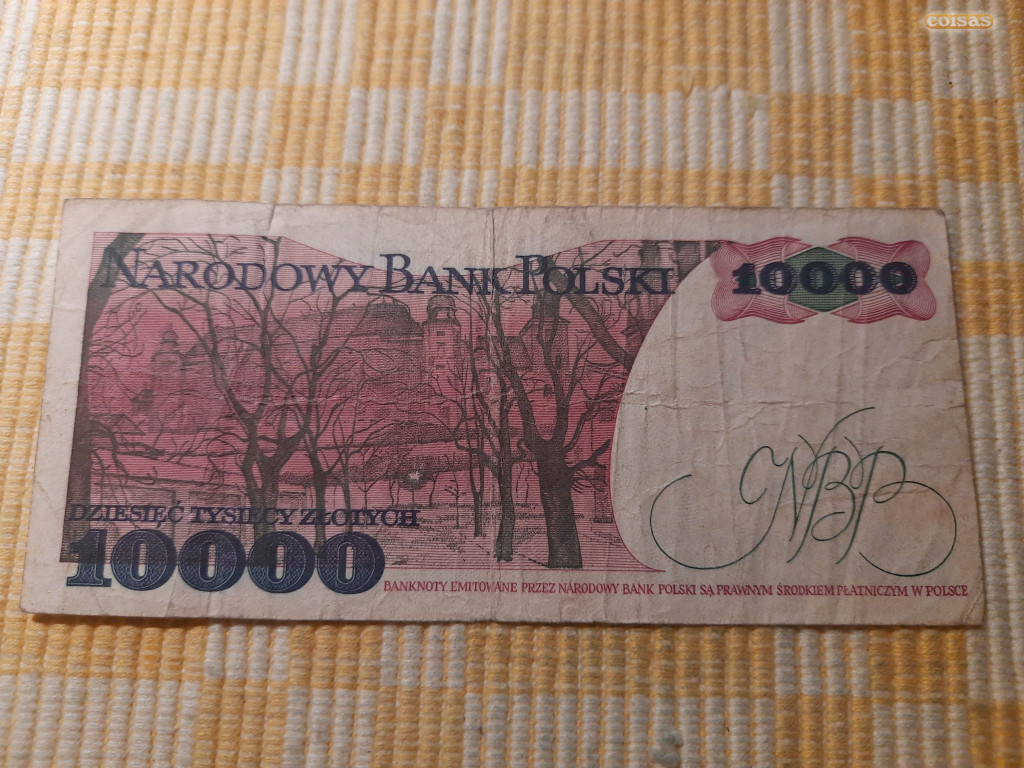 coisas
NARODOWY BANK POLSKI
10000
NBP
DZIESIĘĆ TYSIĘCY ZŁOTYCH
10000
BANKNOTY EMITOWANE PRZEZ NARODOWY BANK POLSKI SĄ PRAWNYM ŚRODKIEM PŁATNICZYM W POLSCE